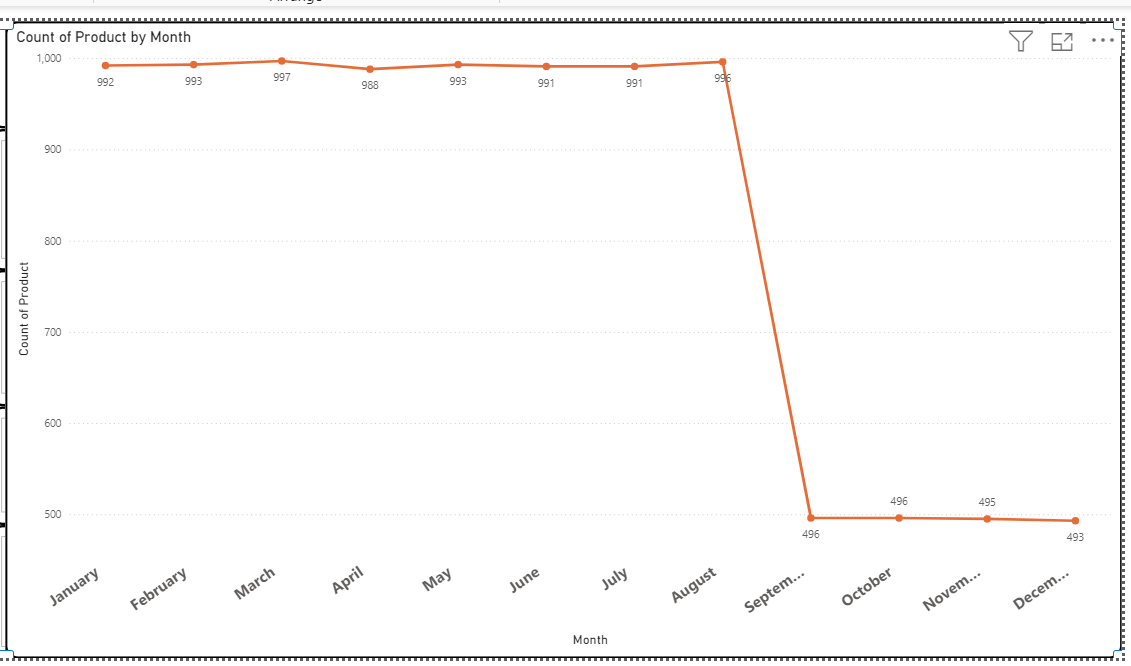 Arrange
Count of Product by Month
1,000
900
800
700
600
500
Count of Product
992
993
997
988
993
991
991
996
496
496
495
493
January
February
March
April
May
June
July
August
Septem...
October
Novem...
Decem...
Month